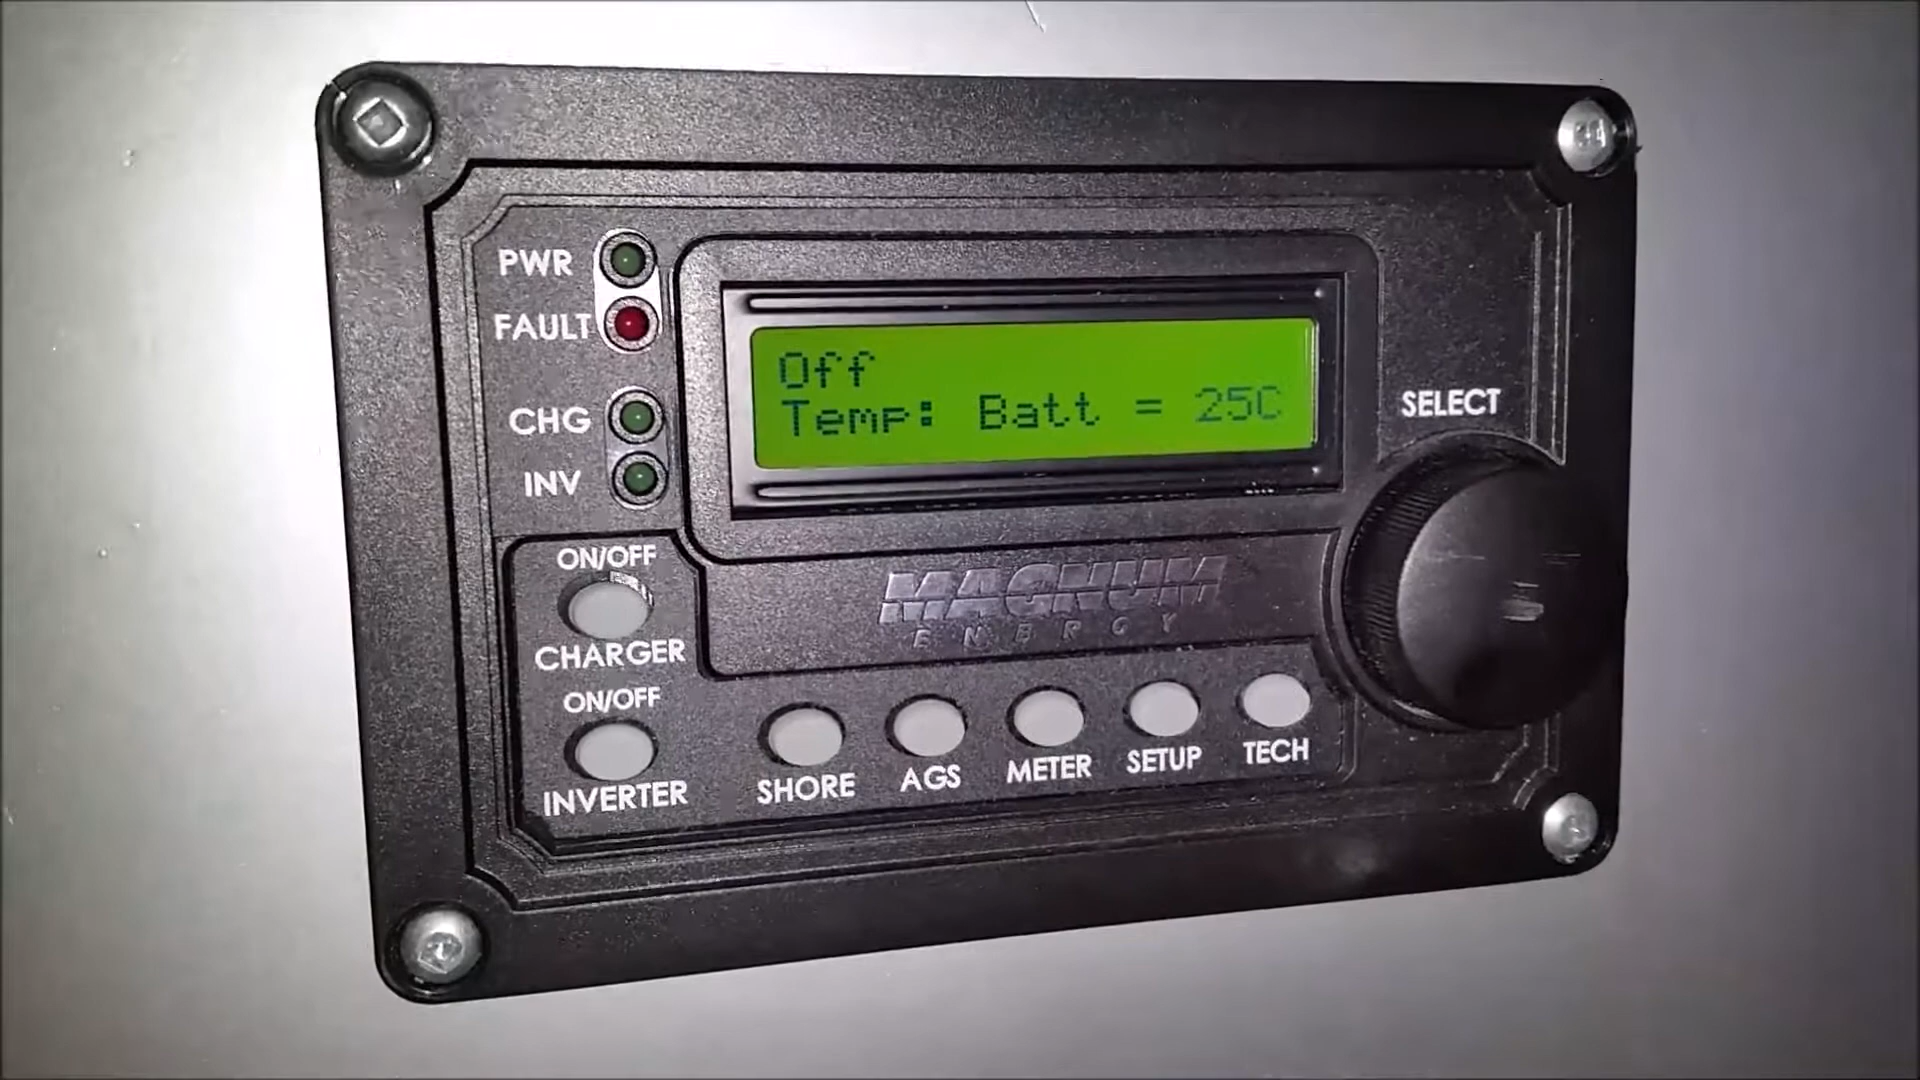 PWR
FAULT
CHG
INV
Off
Temp: Batt = 25C
SELECT
ON/OFF
CHARGER
ON/OFF
INVERTER
MAGNUM
ENERGY
SHORE
AGS
METER
SETUP
TECH